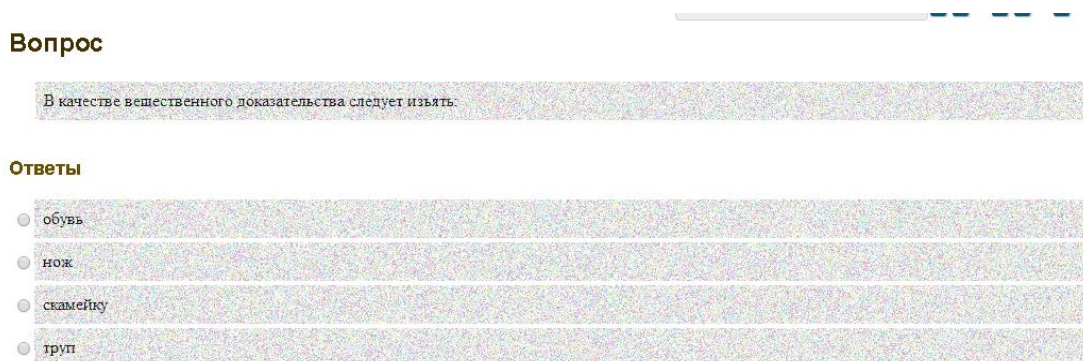 Вопрос
В качестве вещественного доказательства следует изъять:
Ответы
обувь
нож
скамейку
труп